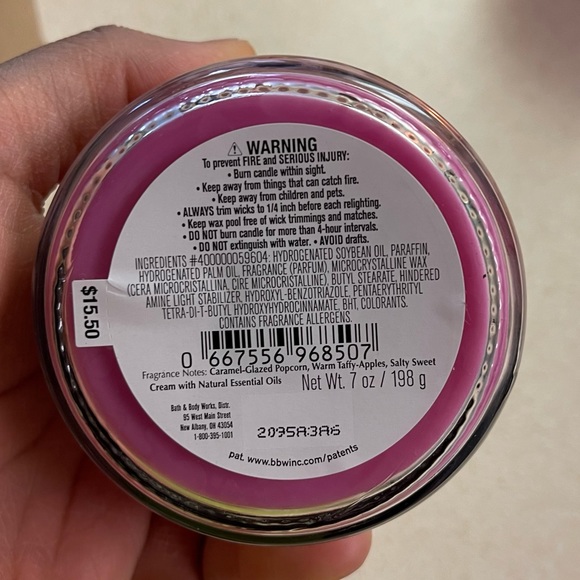 ⚠ WARNING
To prevent FIRE and SERIOUS INJURY:
• Burn candle within sight.
• Keep away from things that can catch fire.
• Keep away from children and pets.
• ALWAYS trim wicks to 1/4 inch before each relighting.
• Keep wax pool free of wick trimmings and matches.
• DO NOT burn candle for more than 4-hour intervals.
• DO NOT extinguish with water. • AVOID drafts.
INGREDIENTS #400000059604: HYDROGENATED SOYBEAN OIL, PARAFFIN,
HYDROGENATED PALM OIL, FRAGRANCE (PARFUM), MICROCRYSTALLINE WAX
(CERA MICROCRISTALLINA, CIRE MICROCRISTALLINE), BUTYL STEARATE, HINDERED
AMINE LIGHT STABILIZER, HYDROXYL-BENZOTRIAZOLE, PENTAERYTHRITYL
TETRA-DI-T-BUTYL HYDROXYHYDROCINNAMATE, BHT, COLORANTS.
CONTAINS FRAGRANCE ALLERGENS.
$15.50
0 667556 968507
Fragrance Notes: Caramel-Glazed Popcorn, Warm Taffy-Apples, Salty Sweet
Cream with Natural Essential Oils
Net Wt. 7 oz / 198 g
Bath & Body Works, Distr.
95 West Main Street
New Albany, OH 43054
1-800-395-1001
2095A3A6
pat. www.bbwinc.com/patents